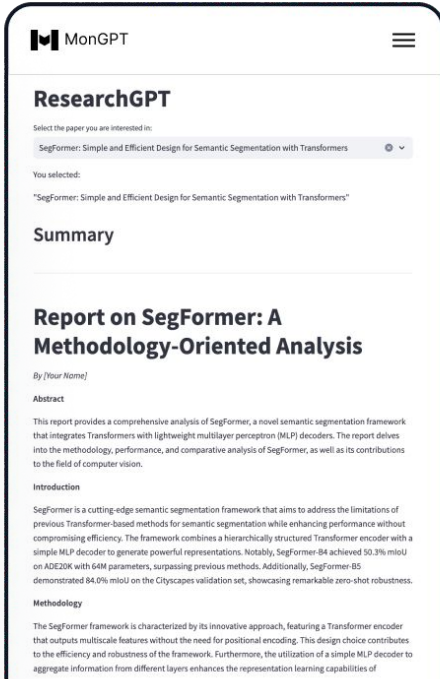 MonGPT
ResearchGPT
Select the paper you are interested in:
SegFormer: Simple and Efficient Design for Semantic Segmentation with Transformers
You selected:
"SegFormer: Simple and Efficient Design for Semantic Segmentation with Transformers"
Summary
Report on SegFormer: A
Methodology-Oriented Analysis
By [Your Name]
Abstract
This report provides a comprehensive analysis of SegFormer, a novel semantic segmentation framework
that integrates Transformers with lightweight multilayer perceptron (MLP) decoders. The report delves
into the methodology, performance, and comparative analysis of SegFormer, as well as its contributions
to the field of computer vision.
Introduction
SegFormer is a cutting-edge semantic segmentation framework that aims to address the limitations of
previous Transformer-based methods for semantic segmentation while enhancing performance without
compromising efficiency. The framework combines a hierarchically structured Transformer encoder with a
simple MLP decoder to generate powerful representations. Notably, SegFormer-B4 achieved 50.3% mIoU
on ADE20K with 64M parameters, surpassing previous methods. Additionally, SegFormer-B5
demonstrated 84.0% mIoU on the Cityscapes validation set, showcasing remarkable zero-shot robustness.
Methodology
The SegFormer framework is characterized by its innovative approach, featuring a Transformer encoder
that outputs multiscale features without the need for positional encoding. This design choice contributes
to the efficiency and robustness of the framework. Furthermore, the utilization of a simple MLP decoder to
aggregate information from different layers enhances the representation learning capabilities of